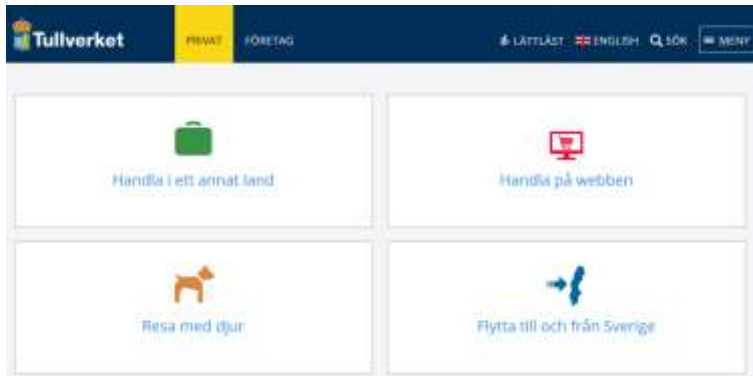 Tullverket
PRIVAT FÖRETAG
LÄTTLÄST ENGLISH SÖK MENY
Handla i ett annat land
Handla på webben
Resa med djur
Flytta till och från Sverige